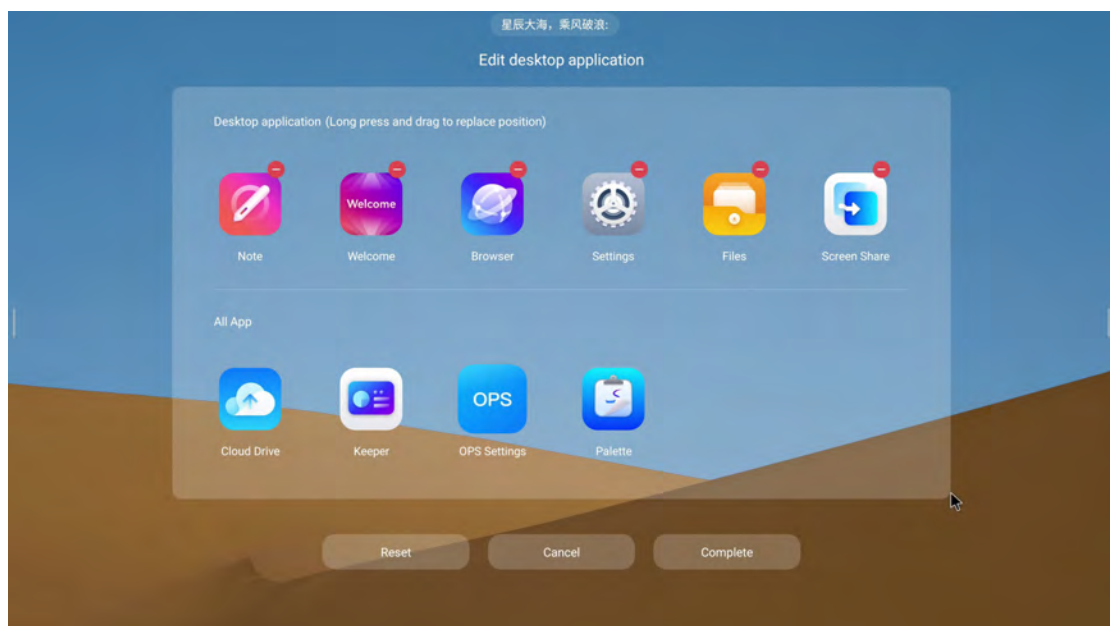 星辰大海，乘风破浪:
Edit desktop application
Desktop application (Long press and drag to replace position)
Welcome
Note Welcome Browser Settings Files Screen Share
All App
OPS
Cloud Drive Keeper OPS Settings Palette
Reset Cancel Complete